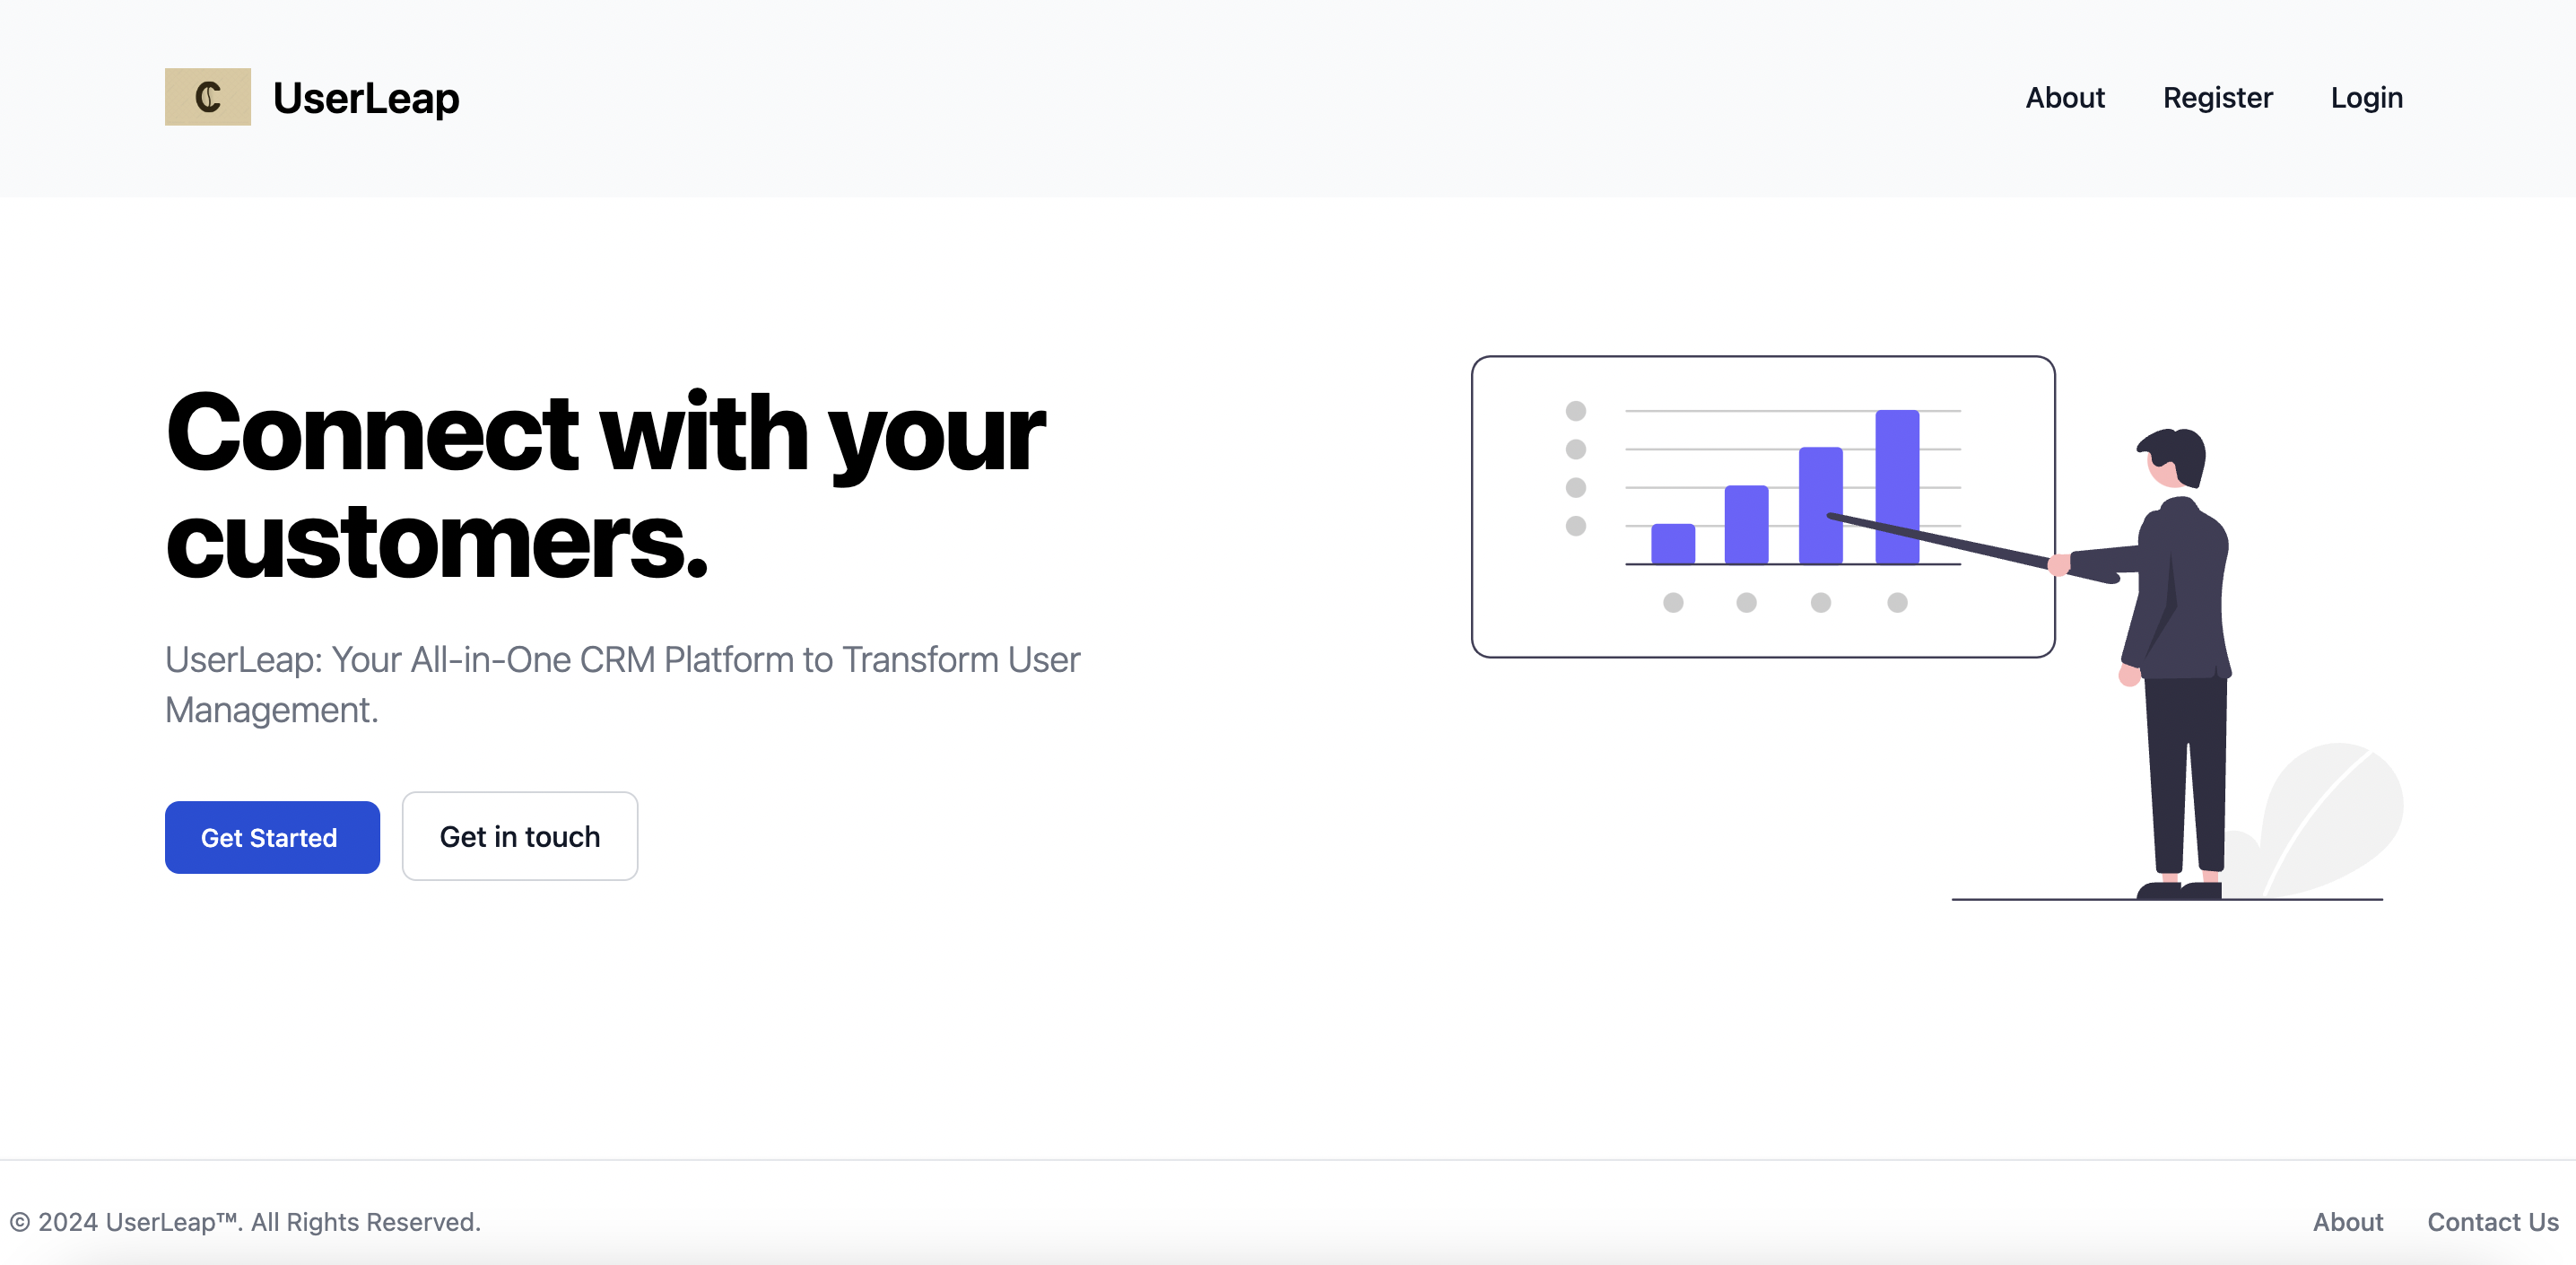 UserLeap
About Register Login
Connect with your
customers.
UserLeap: Your All-in-One CRM Platform to Transform User
Management.
Get Started
Get in touch
© 2024 UserLeap™. All Rights Reserved.
About Contact Us